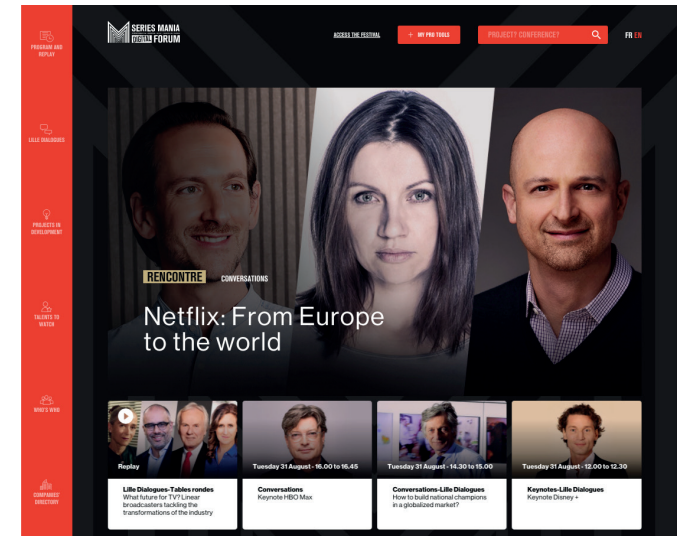 PROGRAM AND
REPLAY
LILLE DIALOGUES
PROJECTS IN
DEVELOPMENT
TALENTS TO
WATCH
WHO'S WHO
COMPANIES'
DIRECTORY
SERIES MANIA
DIGITAL FORUM
ACCESS THE FESTIVAL
+ MY PRO TOOLS
PROJECT? CONFERENCE?
FR EN
RENCONTRE CONVERSATIONS
Netflix: From Europe
to the world
Replay
Lille Dialogues-Tables rondes
What future for TV? Linear
broadcasters tackling the
transformations of the industry
Tuesday 31 August - 16.00 to 16.45
Conversations
Keynote HBO Max
Tuesday 31 August - 14.30 to 15.00
Conversations-Lille Dialogues
How to build national champions
in a globalized market?
Tuesday 31 August - 12.00 to 12.30
Keynotes-Lille Dialogues
Keynote Disney +